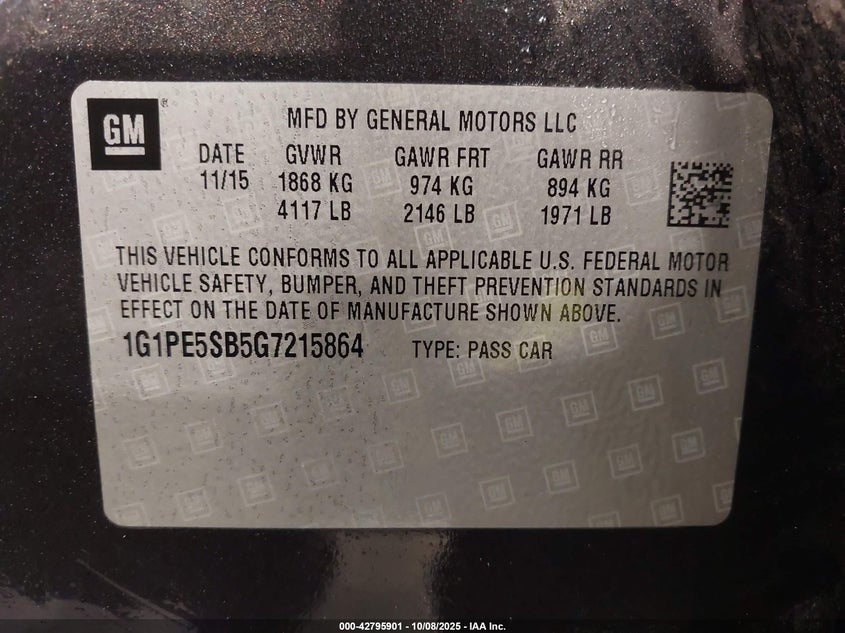 GM
MFD BY GENERAL MOTORS LLC
DATE GVWR GAWR FRT GAWR RR
11/15 1868 KG 974 KG 894 KG
4117 LB 2146 LB 1971 LB
THIS VEHICLE CONFORMS TO ALL APPLICABLE U.S. FEDERAL MOTOR
VEHICLE SAFETY, BUMPER, AND THEFT PREVENTION STANDARDS IN
EFFECT ON THE DATE OF MANUFACTURE SHOWN ABOVE.
1G1PE5SB5G7215864 TYPE: PASS CAR
000-42795901 - 10/08/2025 - IAA Inc.